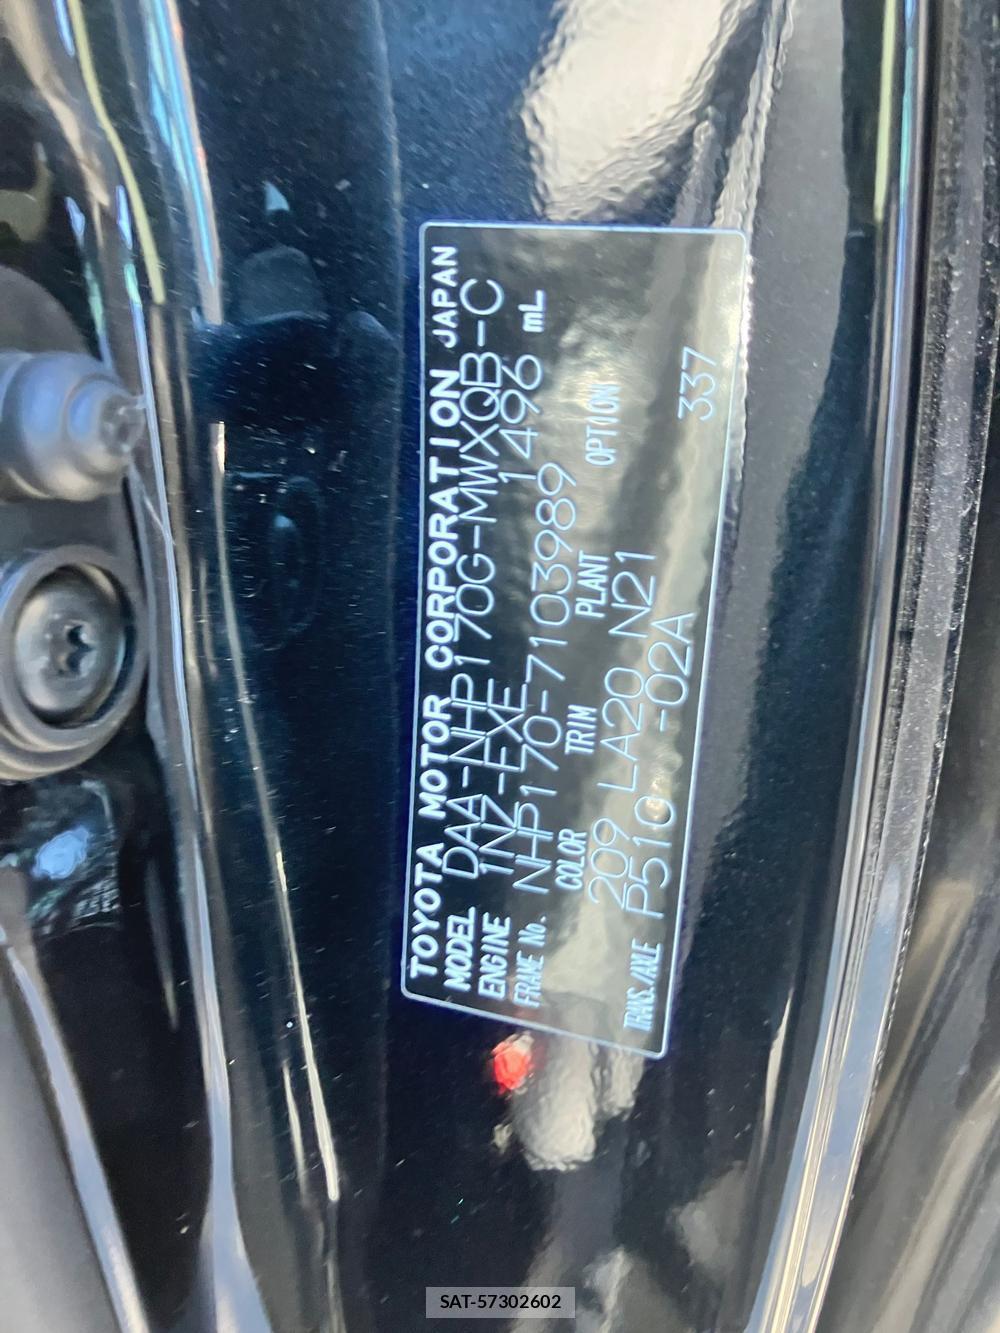 TOYOTA MOTOR CORPORATION JAPAN
MODEL DAA-NHP170G-MWXQB-C
ENGINE 1NZ-FXE 1496 mL
FRAME No. NHP170-7103989
COLOR TRIM PLANT OPTION
209 LA20 N21
TRANS./AXLE P510 -02A 337
SAT-57302602